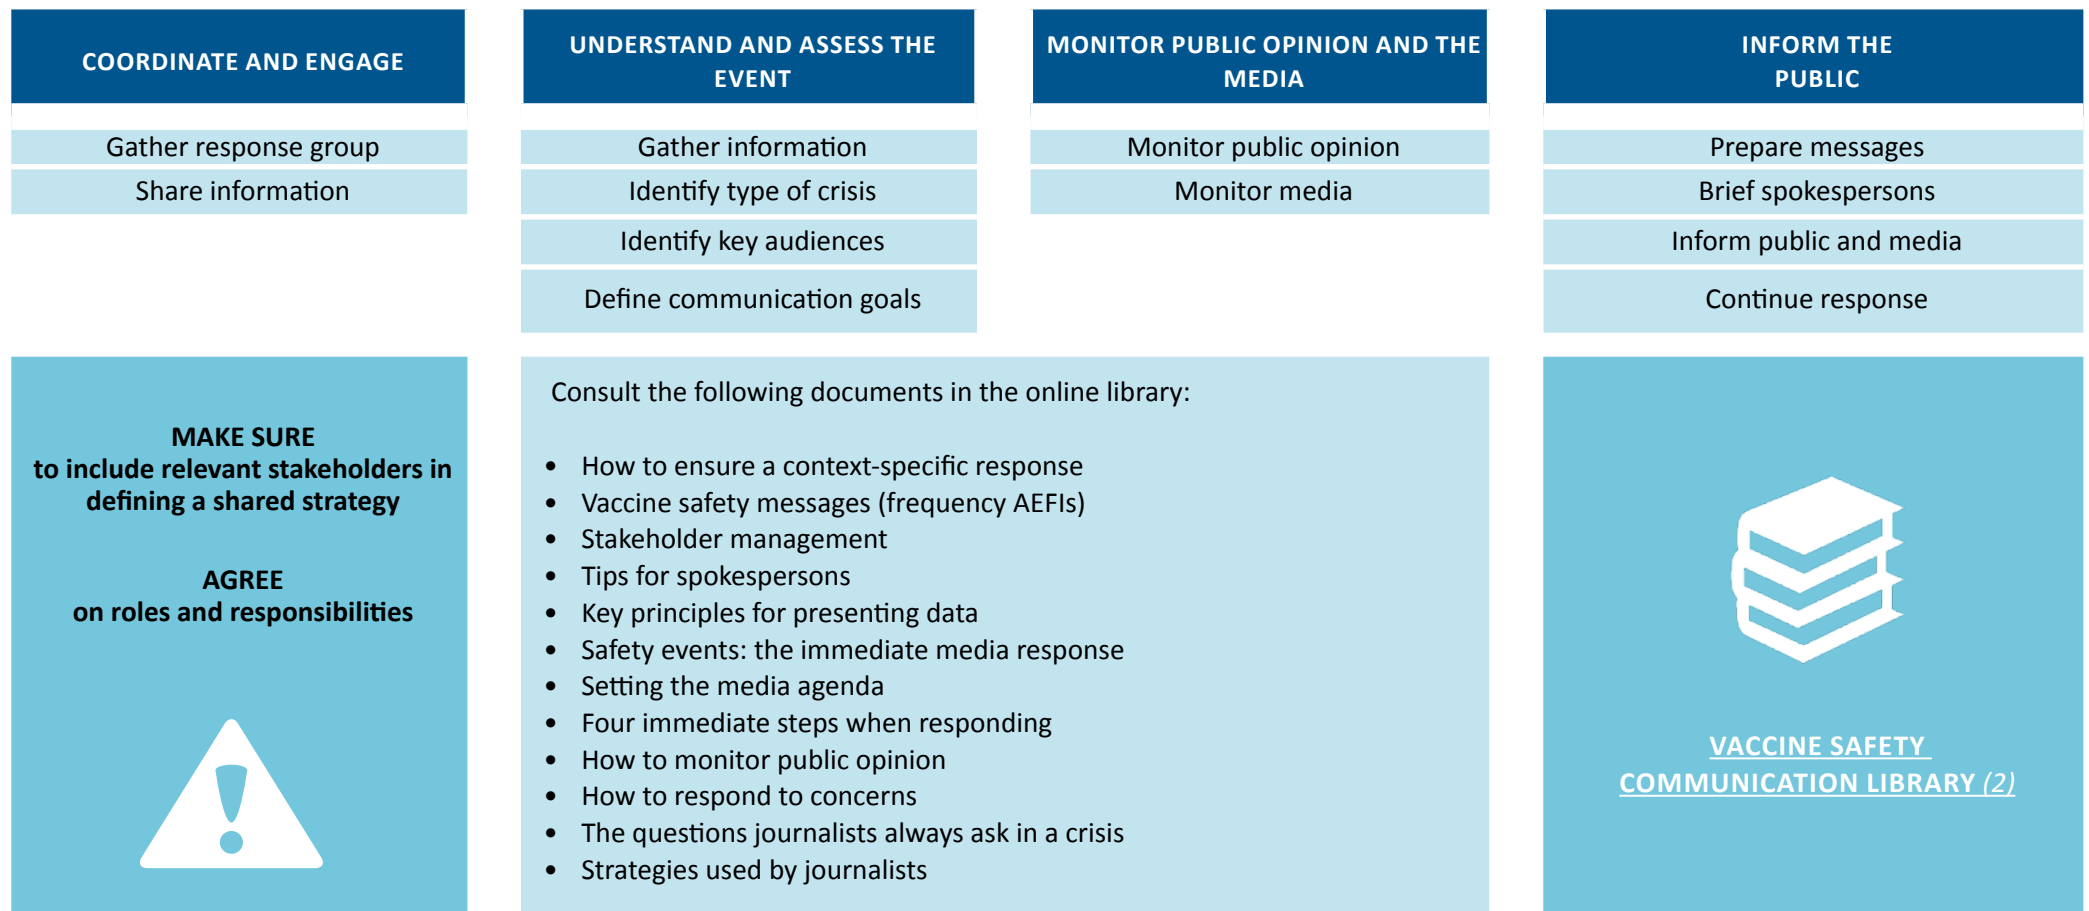 COORDINATE AND ENGAGE
Gather response group
Share information
UNDERSTAND AND ASSESS THE
EVENT
Gather information
Identify type of crisis
Identify key audiences
Define communication goals
MONITOR PUBLIC OPINION AND THE
MEDIA
Monitor public opinion
Monitor media
INFORM THE
PUBLIC
Prepare messages
Brief spokespersons
Inform public and media
Continue response
MAKE SURE
to include relevant stakeholders in
defining a shared strategy
AGREE
on roles and responsibilities
Consult the following documents in the online library:
• How to ensure a context-specific response
• Vaccine safety messages (frequency AEFIs)
• Stakeholder management
• Tips for spokespersons
• Key principles for presenting data
• Safety events: the immediate media response
• Setting the media agenda
• Four immediate steps when responding
• How to monitor public opinion
• How to respond to concerns
• The questions journalists always ask in a crisis
• Strategies used by journalists
VACCINE SAFETY
COMMUNICATION LIBRARY (2)